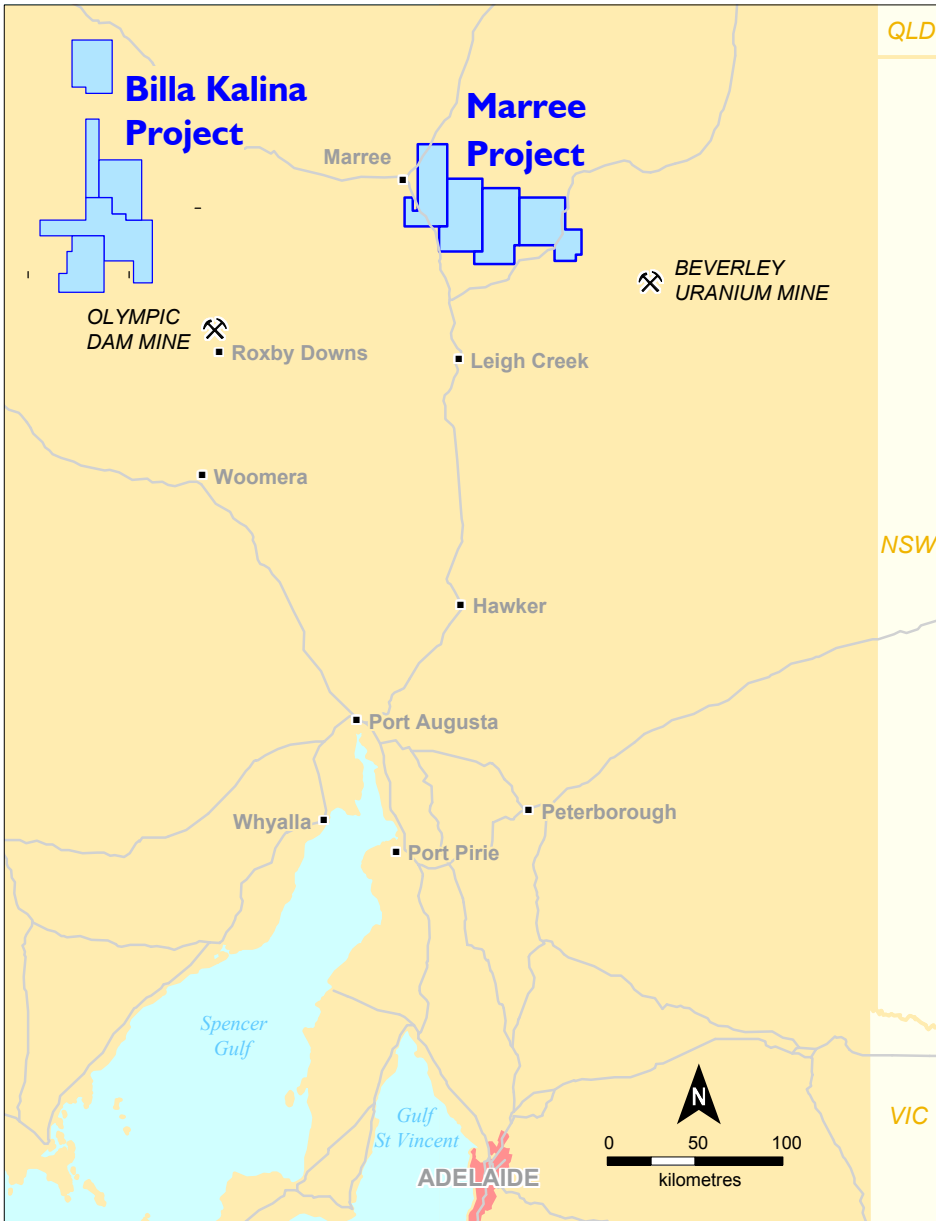 QLD
Billa Kalina
Project
Marree
Project
Marree
BEVERLEY
URANIUM MINE
OLYMPIC
DAM MINE
Roxby Downs
Leigh Creek
Woomera
NSW
Hawker
Port Augusta
Whyalla
Peterborough
Port Pirie
Spencer
Gulf
Gulf
St Vincent
N
VIC
0 50 100
kilometres
ADELAIDE